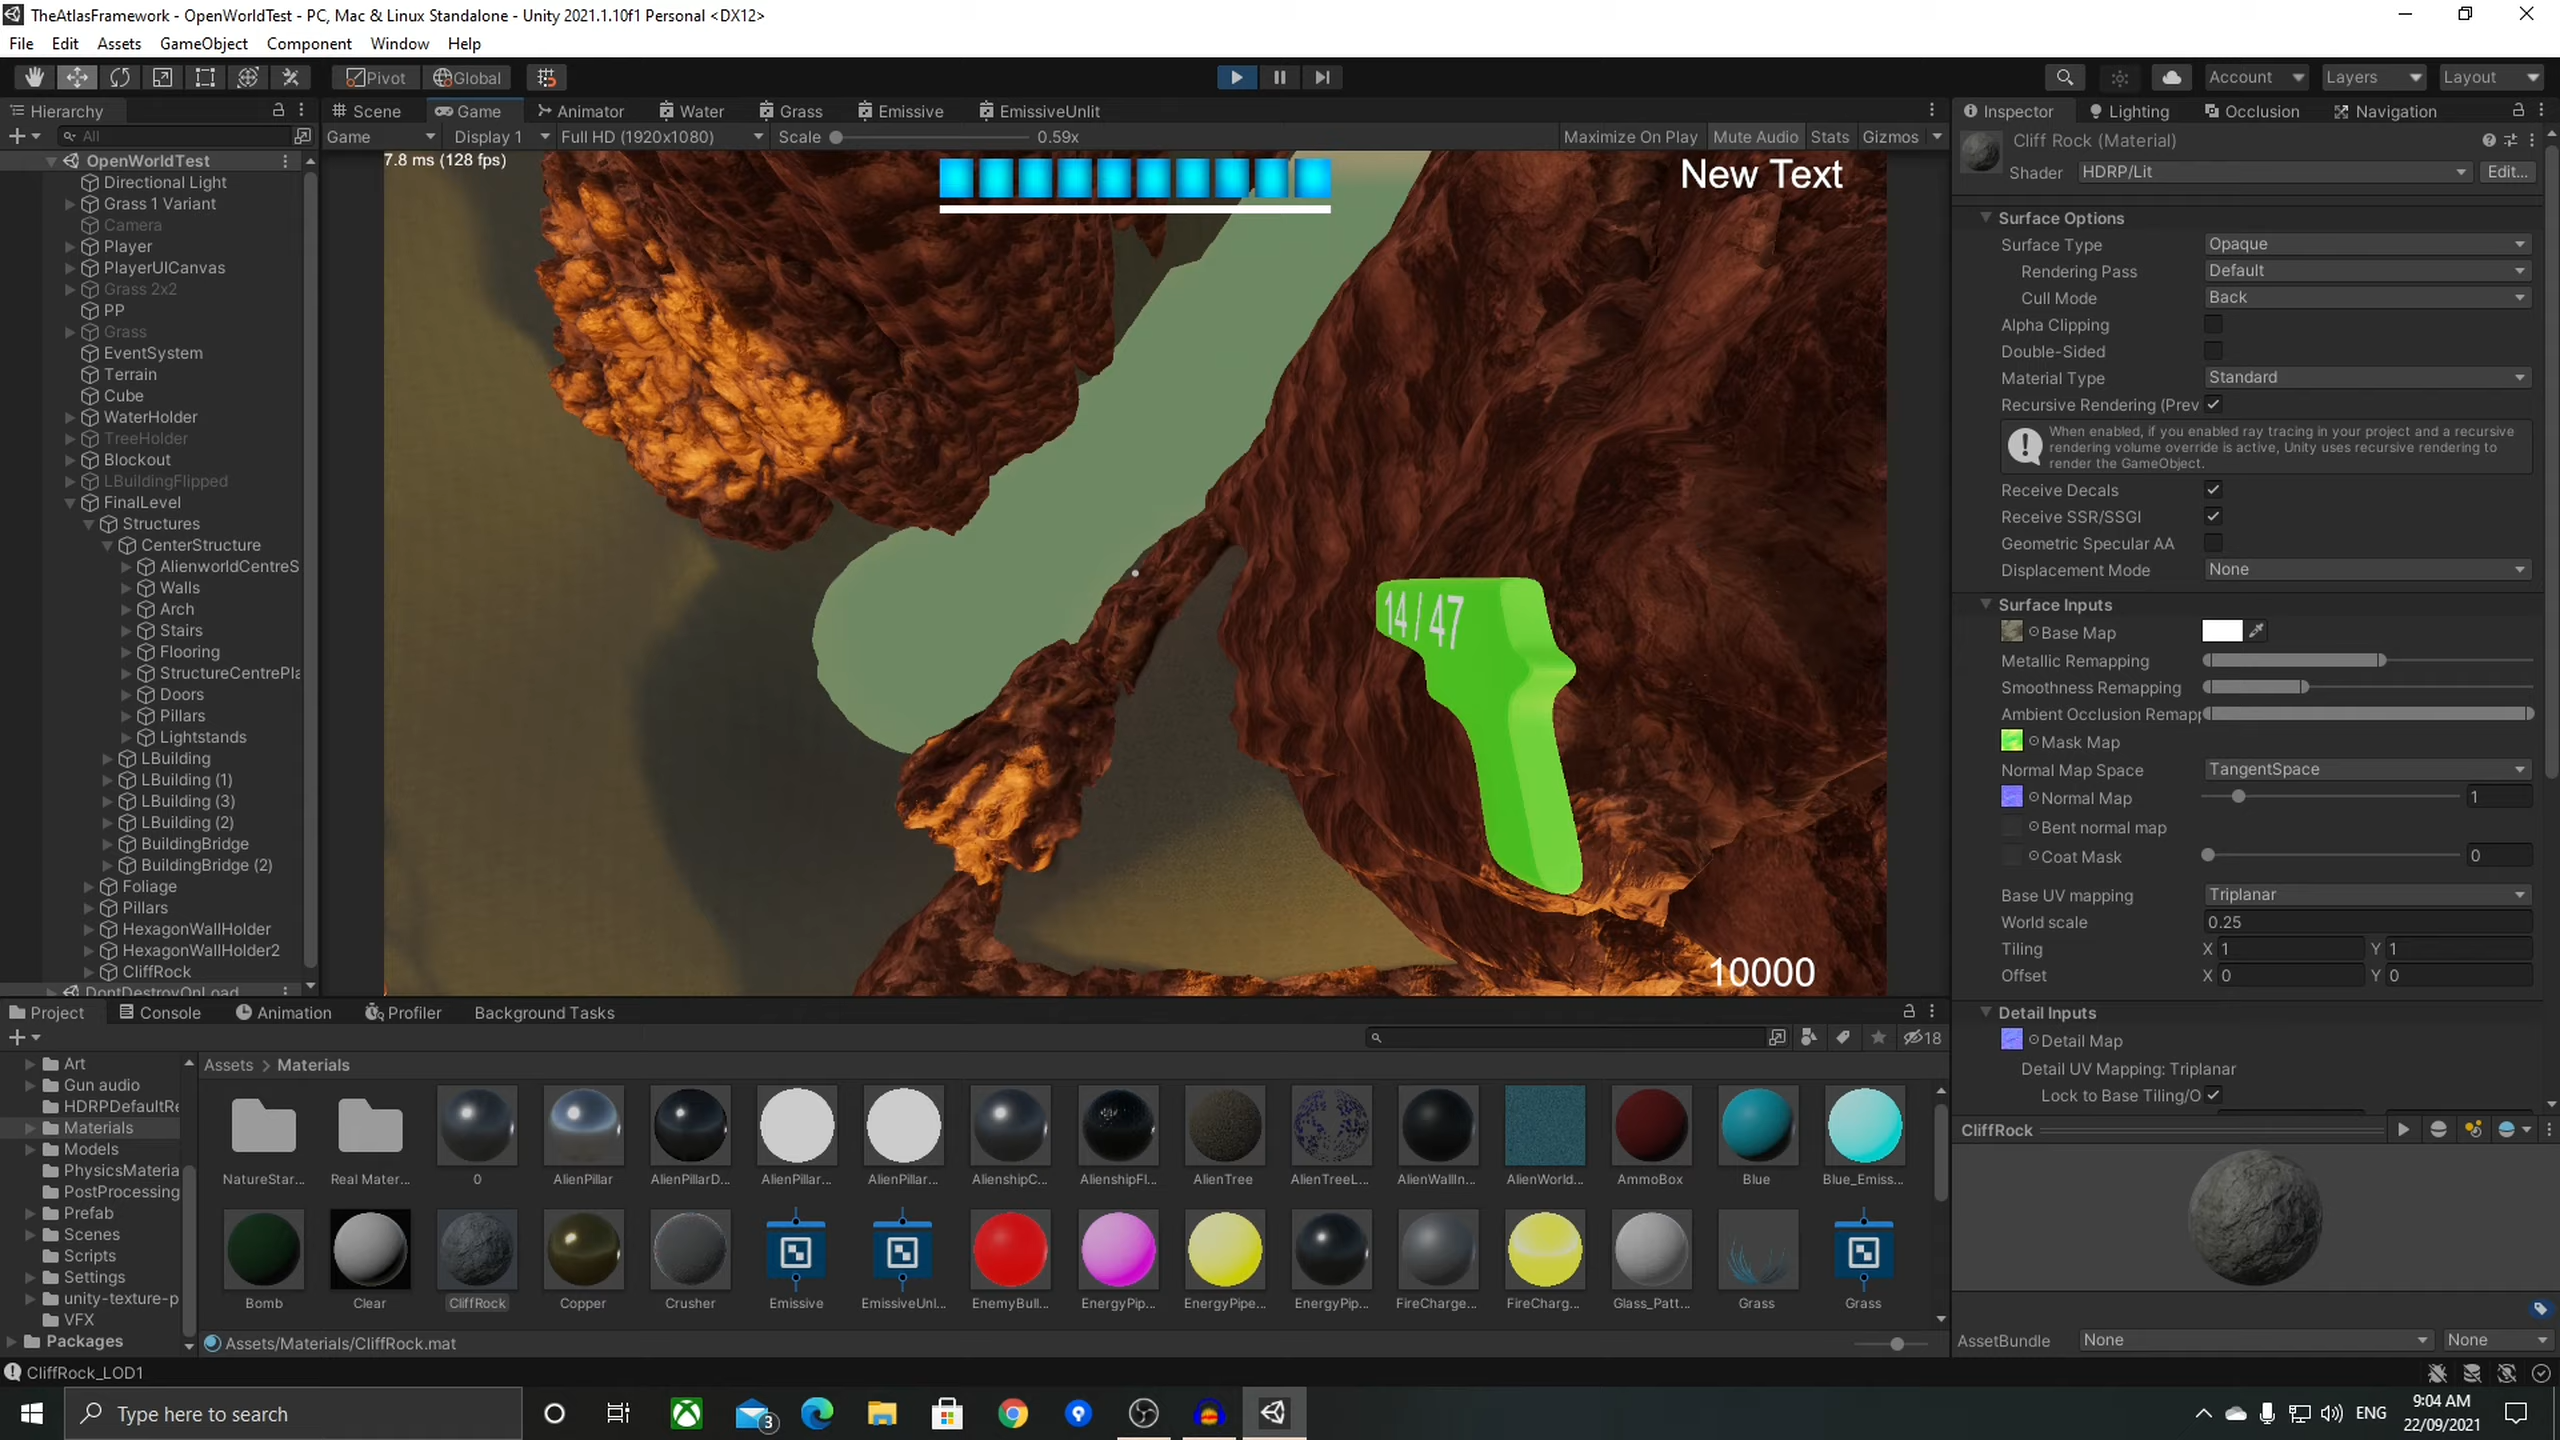 TheAtlasFramework - OpenWorldTest - PC, Mac & Linux Standalone - Unity 2021.1.10f1 Personal <DX12>
File Edit Assets GameObject Component Window Help
Pivot Global Account Layers Layout
Hierarchy
All
OpenWorldTest
Directional Light
Grass 1 Variant
Camera
Player
PlayerUICanvas
Grass 2x2
PP
Grass
EventSystem
Terrain
Cube
WaterHolder
TreeHolder
Blockout
LBuildingFlipped
FinalLevel
Structures
CenterStructure
AlienworldCentreS
Walls
Arch
Stairs
Flooring
StructureCentrePla
Doors
Pillars
Lightstands
LBuilding
LBuilding (1)
LBuilding (3)
LBuilding (2)
BuildingBridge
BuildingBridge (2)
Foliage
Pillars
HexagonWallHolder
HexagonWallHolder2
CliffRock
DontDestroyOnLoad
Scene Game Animator Water Grass Emissive EmissiveUnlit
Game Display 1 Full HD (1920x1080) Scale 0.59x Maximize On Play Mute Audio Stats Gizmos
7.8 ms (128 fps)
New Text
14 / 47
10000
Inspector Lighting Occlusion Navigation
Cliff Rock (Material)
Shader HDRP/Lit Edit...
Surface Options
Surface Type Opaque
Rendering Pass Default
Cull Mode Back
Alpha Clipping
Double-Sided
Material Type Standard
Recursive Rendering (Prev
When enabled, if you enabled ray tracing in your project and a recursive
rendering volume override is active, Unity uses recursive rendering to
render the GameObject.
Receive Decals
Receive SSR/SSGI
Geometric Specular AA
Displacement Mode None
Surface Inputs
Base Map
Metallic Remapping
Smoothness Remapping
Ambient Occlusion Remapp
Mask Map
Normal Map Space TangentSpace
Normal Map 1
Bent normal map
Coat Mask 0
Base UV mapping Triplanar
World scale 0.25
Tiling X 1 Y 1
Offset X 0 Y 0
Detail Inputs
Detail Map
Detail UV Mapping: Triplanar
Lock to Base Tiling/O
CliffRock
AssetBundle None None
Project Console Animation Profiler Background Tasks
18
Art
Gun audio
HDRPDefaultRe
Materials
Models
PhysicsMateria
PostProcessing
Prefab
Scenes
Scripts
Settings
unity-texture-p
VFX
Packages
Assets > Materials
NatureStar... Real Mater... 0 AlienPillar AlienPillarD... AlienPillar... AlienPillar... AlienshipC... AlienshipFl... AlienTree AlienTreeL... AlienWallIn... AlienWorld... AmmoBox Blue Blue_Emiss...
Bomb Clear CliffRock Copper Crusher Emissive EmissiveUnl... EnemyBull... EnergyPip... EnergyPipe... EnergyPip... FireCharge... FireCharg... Glass_Patt... Grass Grass
Assets/Materials/CliffRock.mat
CliffRock_LOD1
Type here to search
3
ENG
9:04 AM
22/09/2021